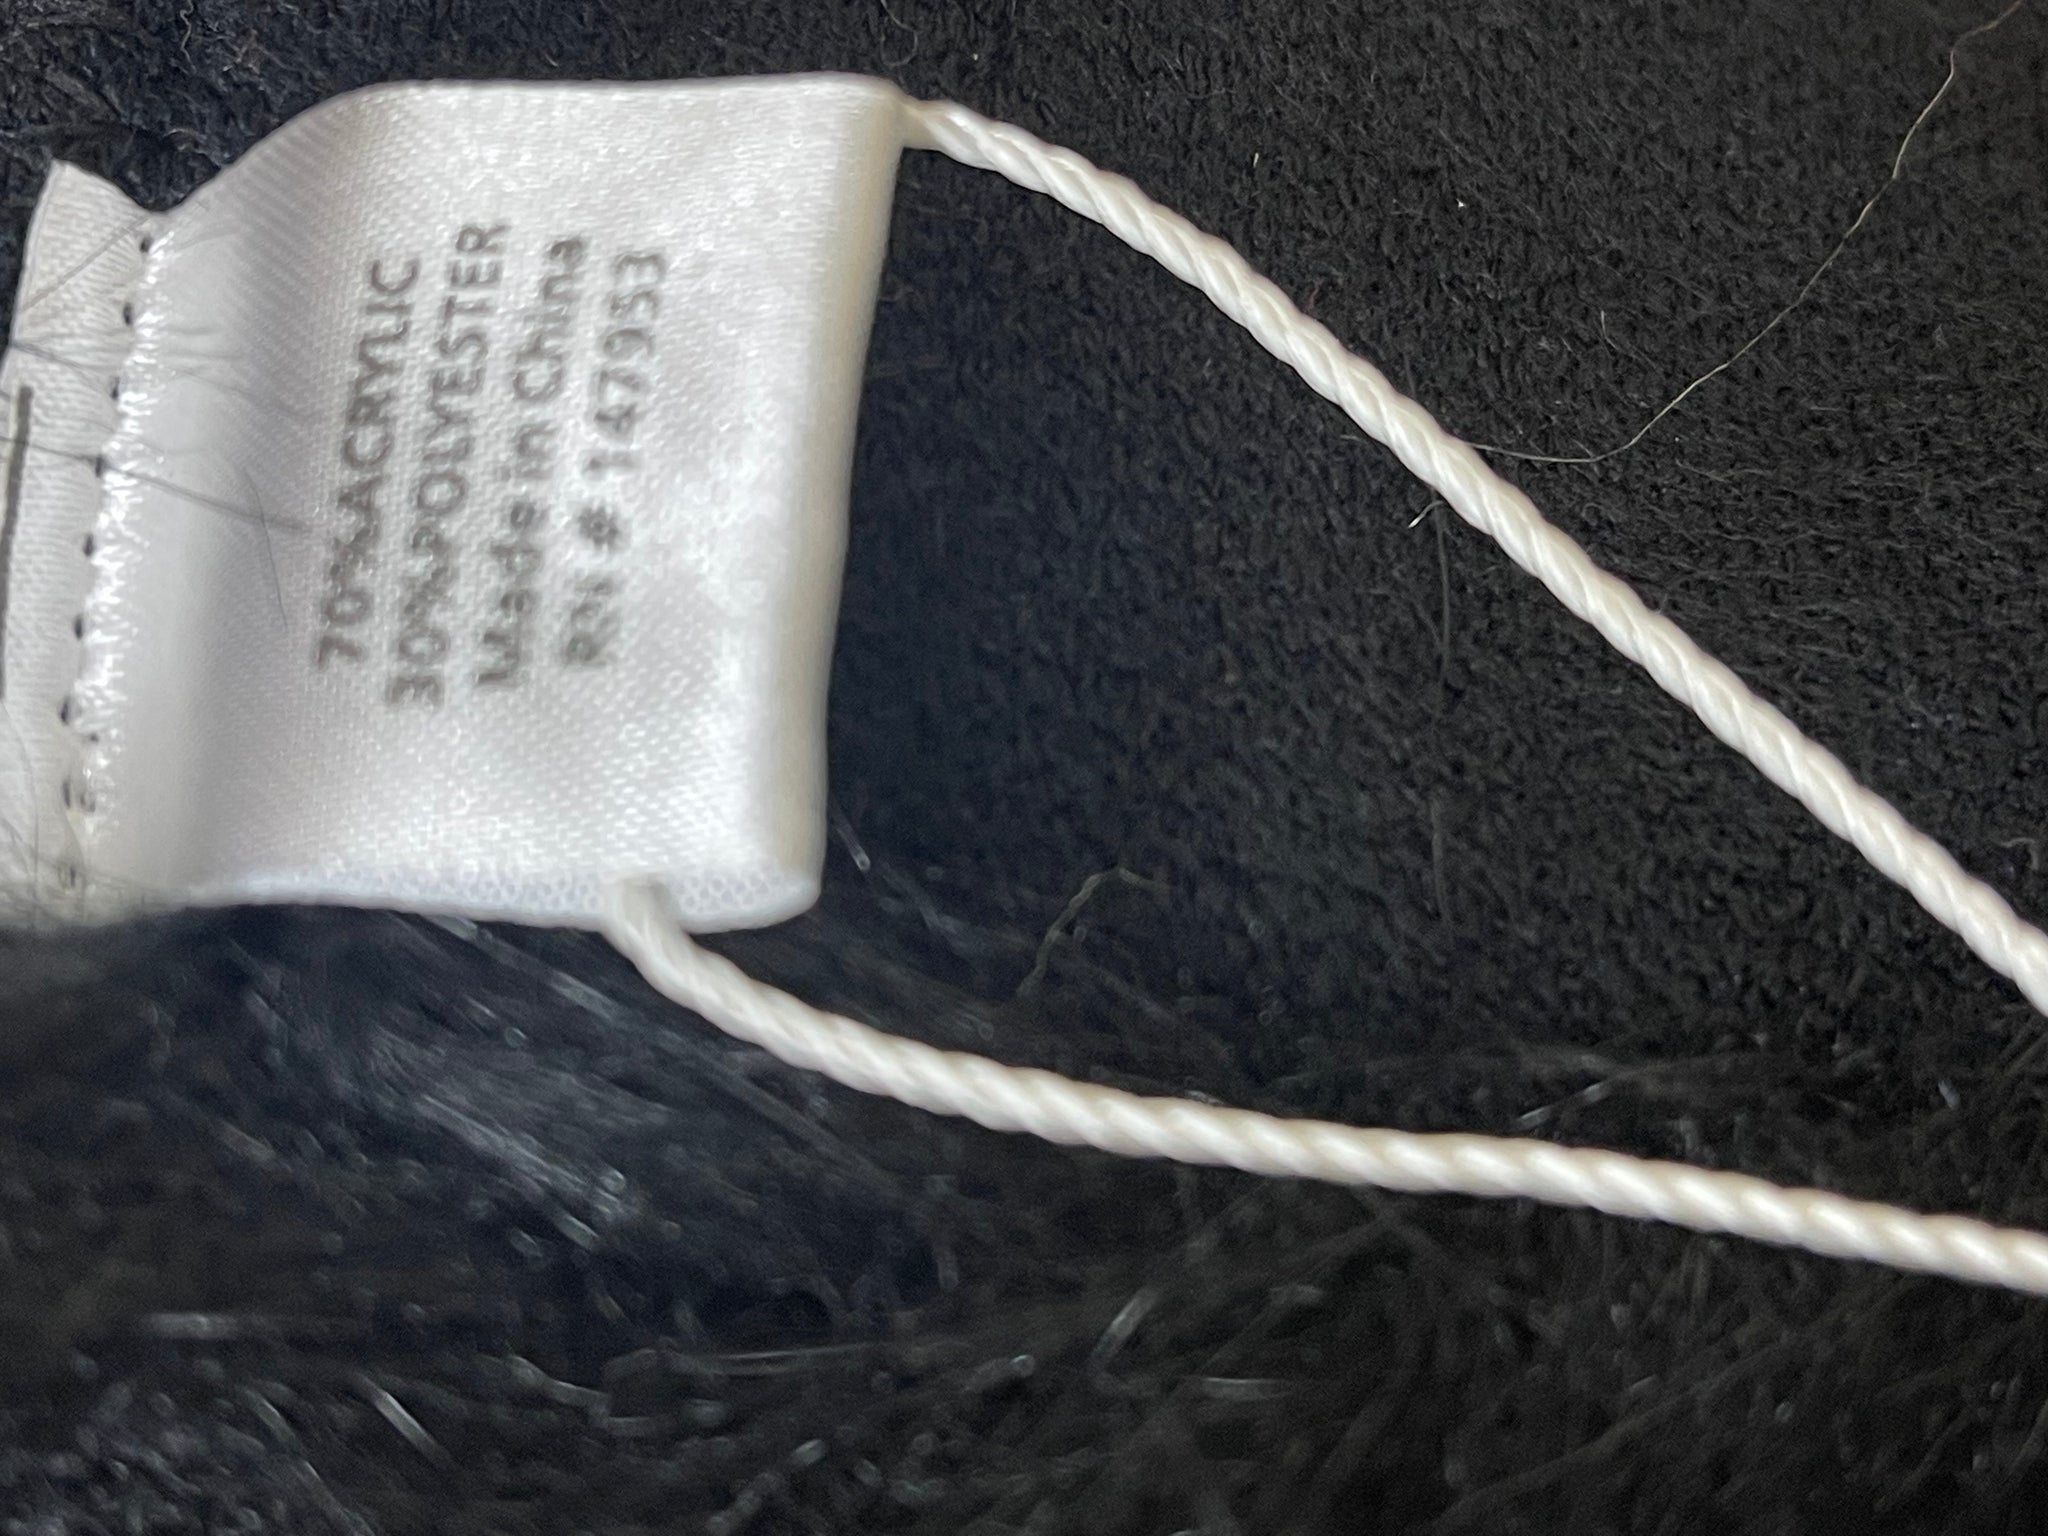 70%ACRYLIC
30%POLYESTER
Made in China
RN # 147953